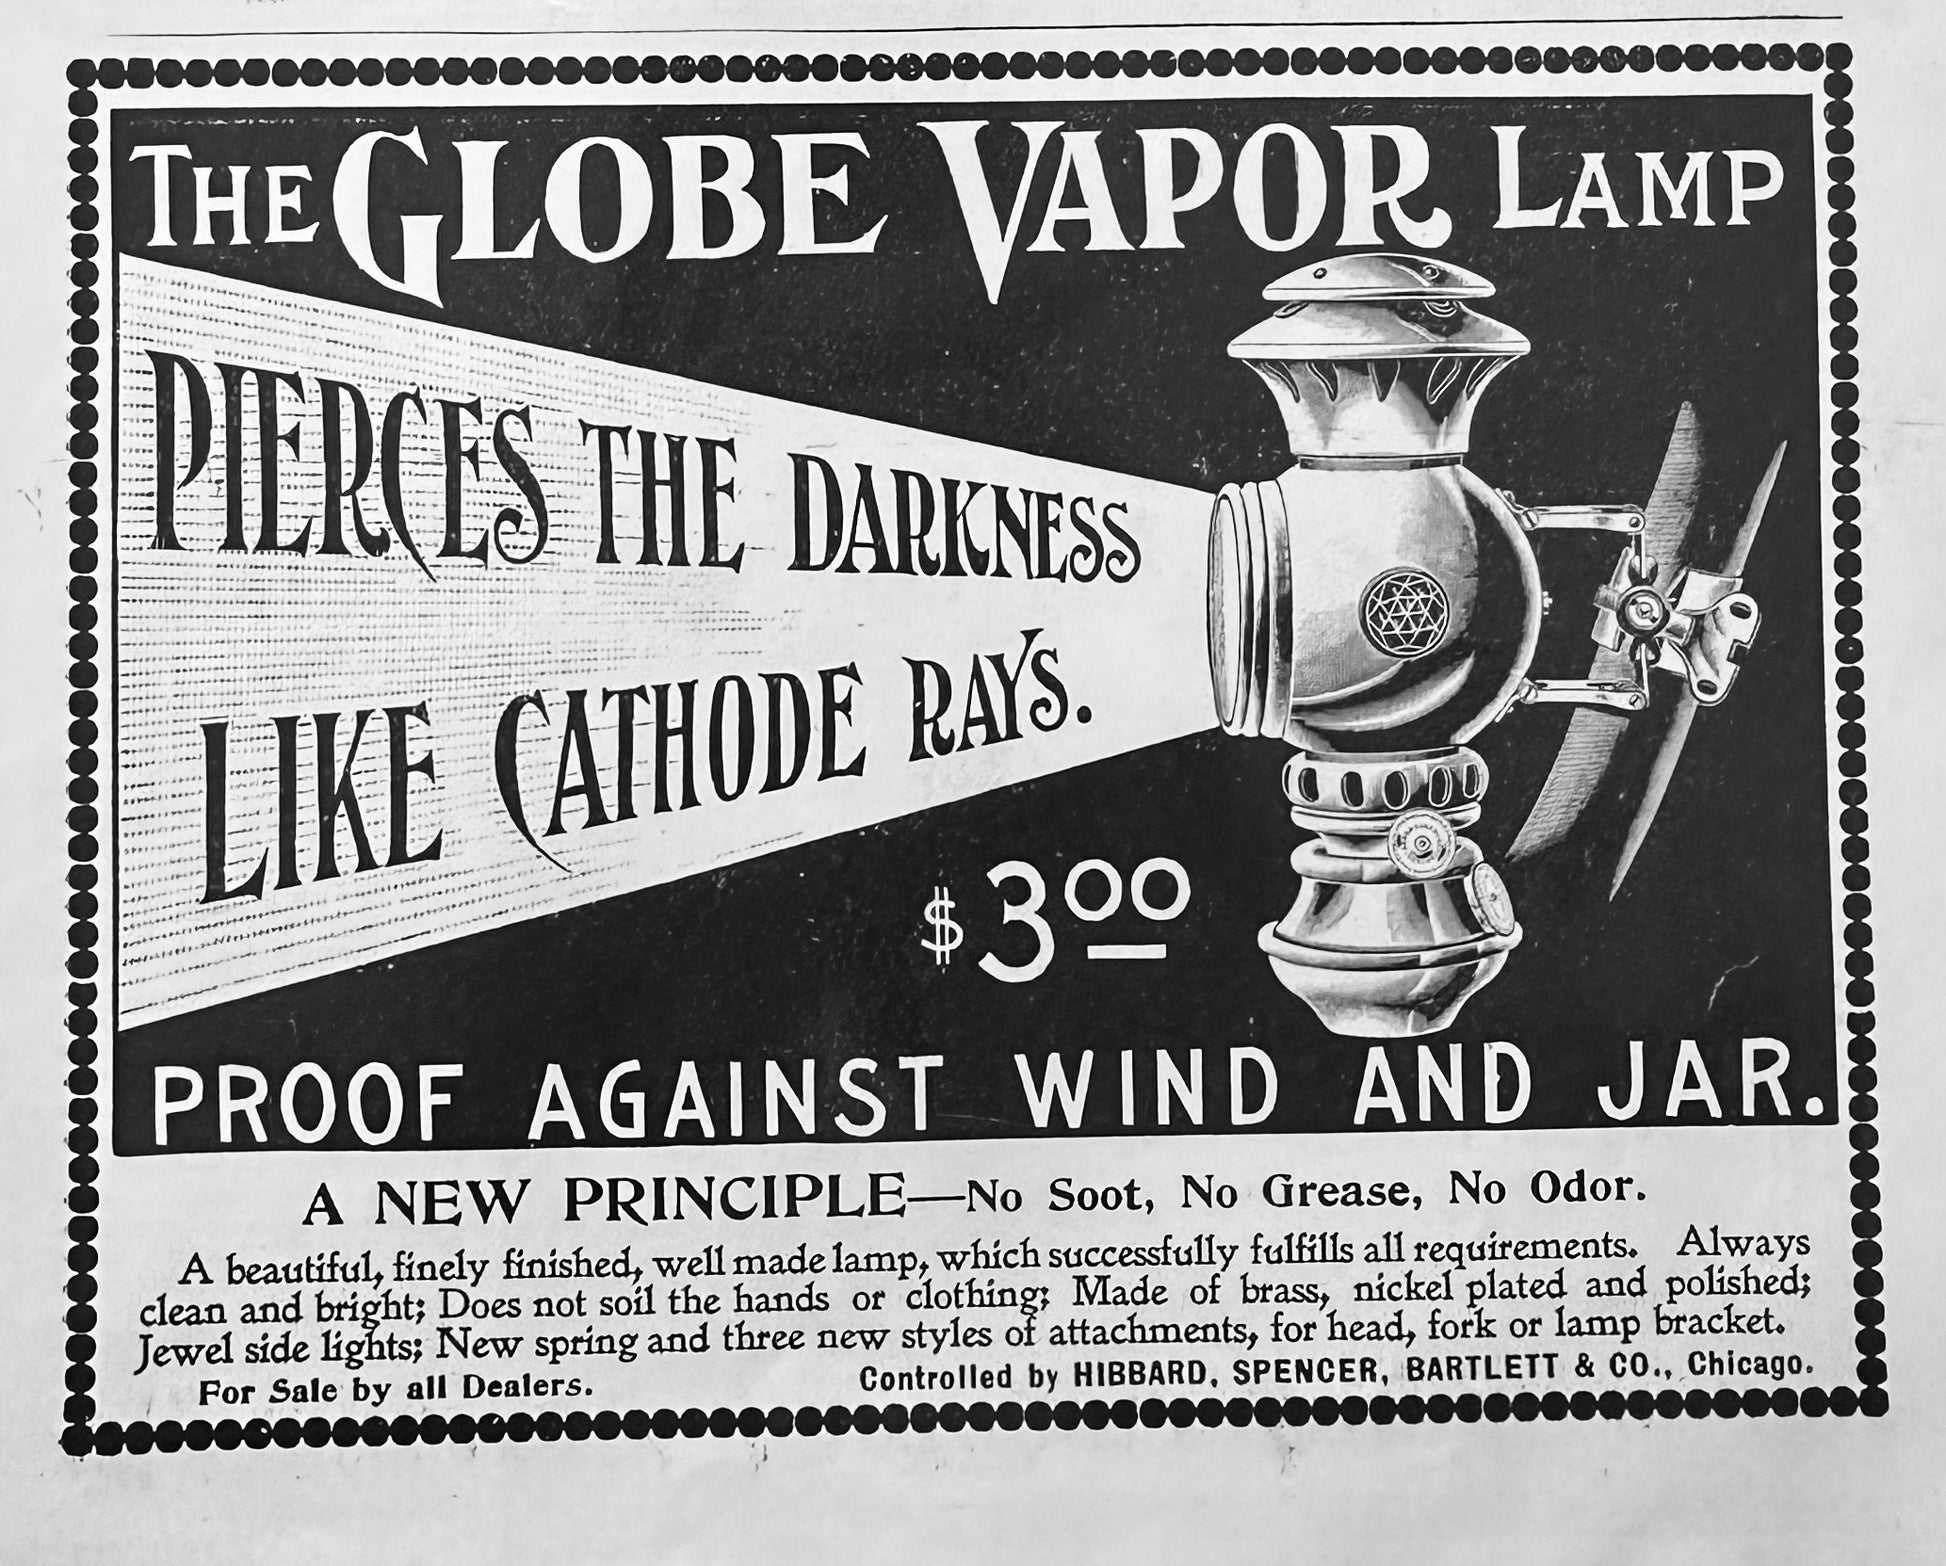 THE GLOBE VAPOR LAMP
PIERCES THE DARKNESS
LIKE CATHODE RAYS.
$3.00
PROOF AGAINST WIND AND JAR.
A NEW PRINCIPLE—No Soot, No Grease, No Odor.
A beautiful, finely finished, well made lamp, which successfully fulfills all requirements. Always
clean and bright; Does not soil the hands or clothing; Made of brass, nickel plated and polished;
Jewel side lights; New spring and three new styles of attachments, for head, fork or lamp bracket.
For Sale by all Dealers. Controlled by HIBBARD, SPENCER, BARTLETT & CO., Chicago.